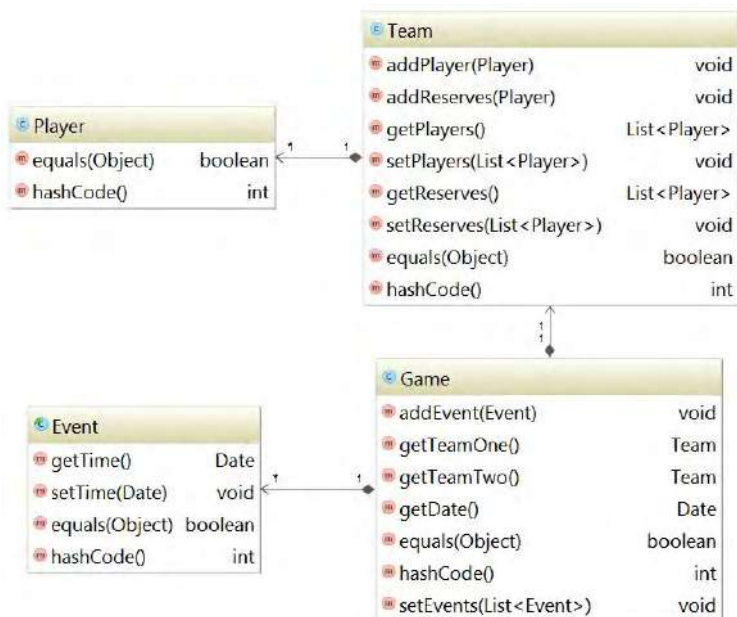 Team
addPlayer(Player) void
addReserves(Player) void
getPlayers() List<Player>
setPlayers(List<Player>) void
getReserves() List<Player>
setReserves(List<Player>) void
equals(Object) boolean
hashCode() int
Player
equals(Object) boolean
hashCode() int
1 1
1
1
Game
addEvent(Event) void
getTeamOne() Team
getTeamTwo() Team
getDate() Date
equals(Object) boolean
hashCode() int
setEvents(List<Event>) void
Event
getTime() Date
setTime(Date) void
equals(Object) boolean
hashCode() int
1 1